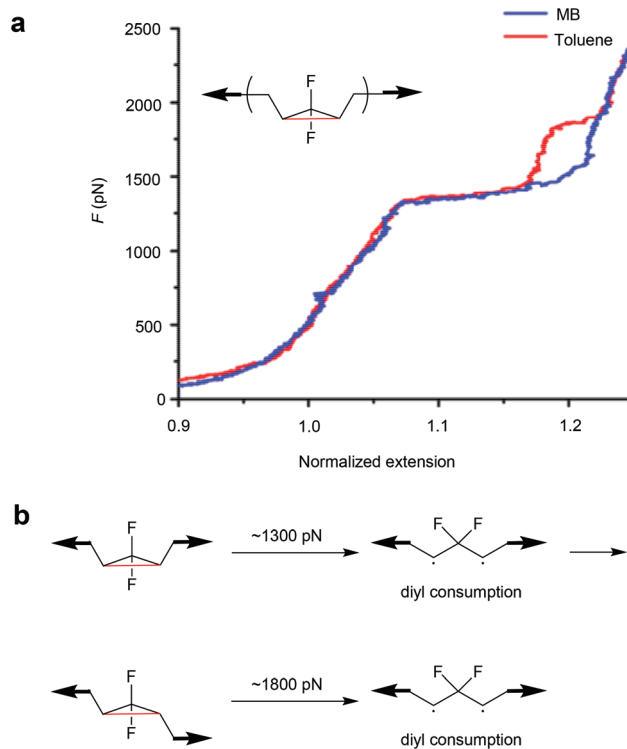 a
MB
Toluene
2500
2000
1500
1000
500
0
F (pN)
F
F
0.9
1.0
1.1
1.2
Normalized extension
b
F
F
~1300 pN
F F
diyl consumption
F
F
~1800 pN
F F
diyl consumption